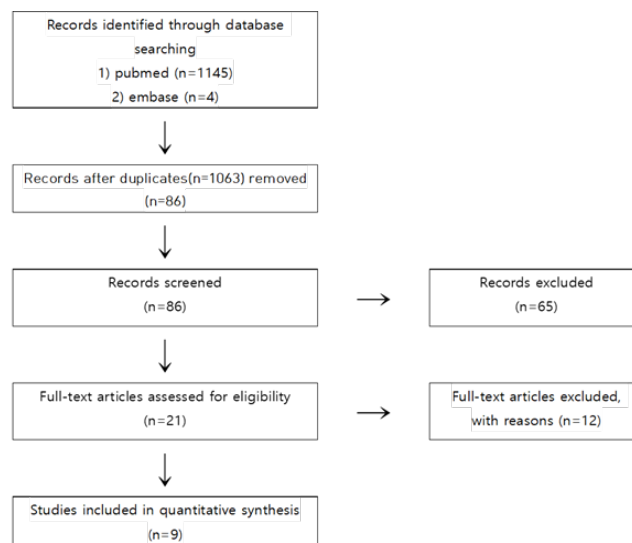 Records identified through database
searching
1) pubmed (n=1145)
2) embase (n=4)
Records after duplicates(n=1063) removed
(n=86)
Records screened
(n=86)
Records excluded
(n=65)
Full-text articles assessed for eligibility
(n=21)
Full-text articles excluded,
with reasons (n=12)
Studies included in quantitative synthesis
(n=9)